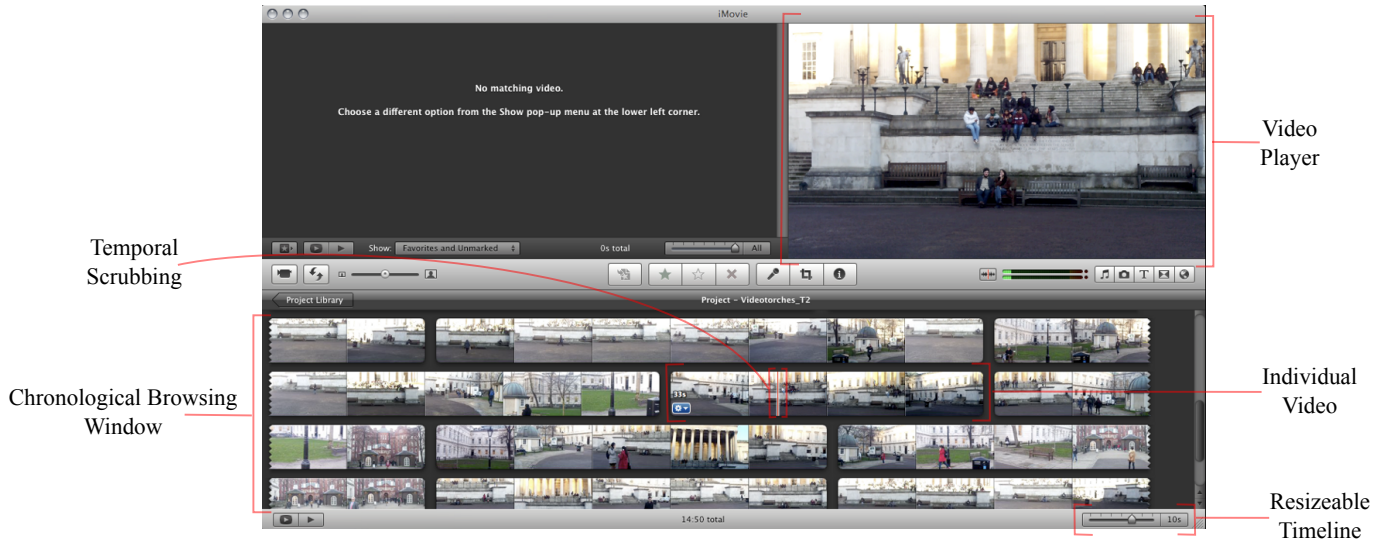 iMovie
No matching video.
Choose a different option from the Show pop-up menu at the lower left corner.
Video
Player
Temporal
Scrubbing
Show: Favorites and Unmarked
0s total
All
Project Library
Project - Videotorches_T2
33s
Individual
Video
Chronological Browsing
Window
14:50 total
10s
Resizeable
Timeline